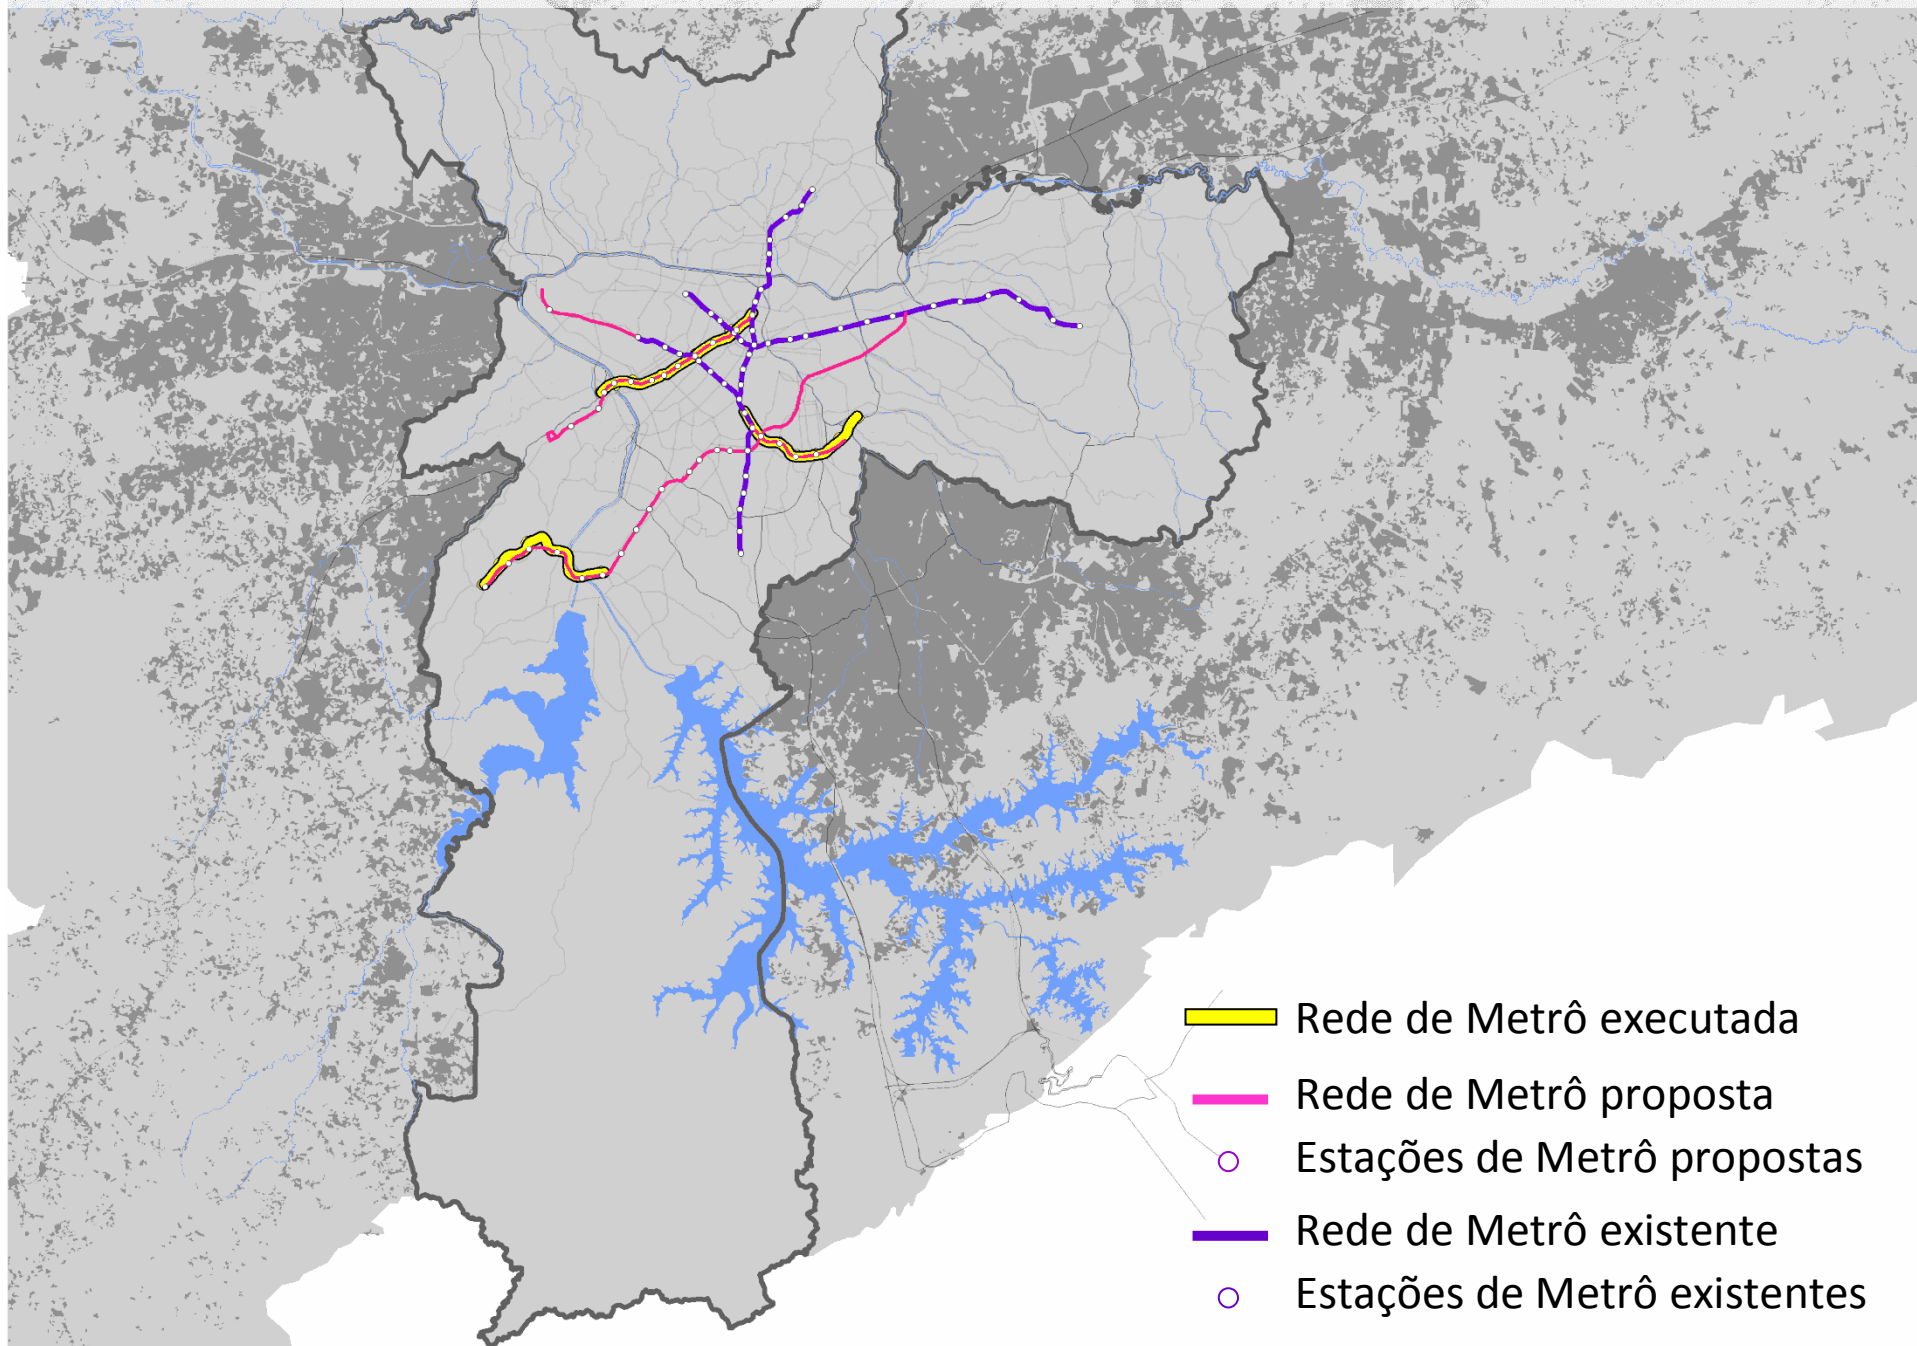 Rede de Metrô executada
Rede de Metrô proposta
Estações de Metrô propostas
Rede de Metrô existente
Estações de Metrô existentes